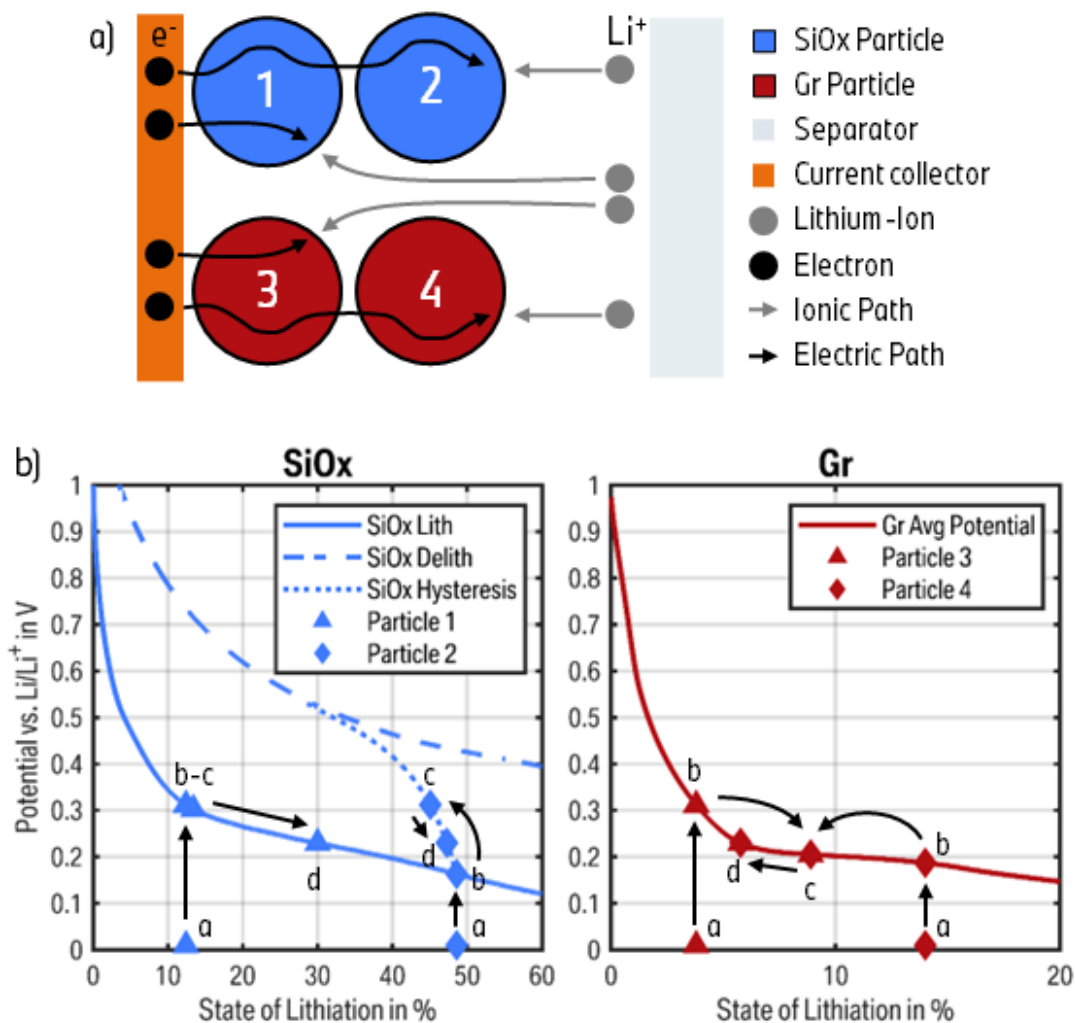 a)
e-
Li+
1
2
3
4
SiOx Particle
Gr Particle
Separator
Current collector
Lithium-Ion
Electron
Ionic Path
Electric Path
b)
SiOx
Potential vs. Li/Li+ in V
1
0.9
0.8
0.7
0.6
0.5
0.4
0.3
0.2
0.1
0
SiOx Lith
SiOx Delith
SiOx Hysteresis
Particle 1
Particle 2
b-c
c
d
d
b
a
a
0 10 20 30 40 50 60
State of Lithiation in %
Gr
Gr Avg Potential
Particle 3
Particle 4
b
b
d
c
a
a
0 10 20
State of Lithiation in %